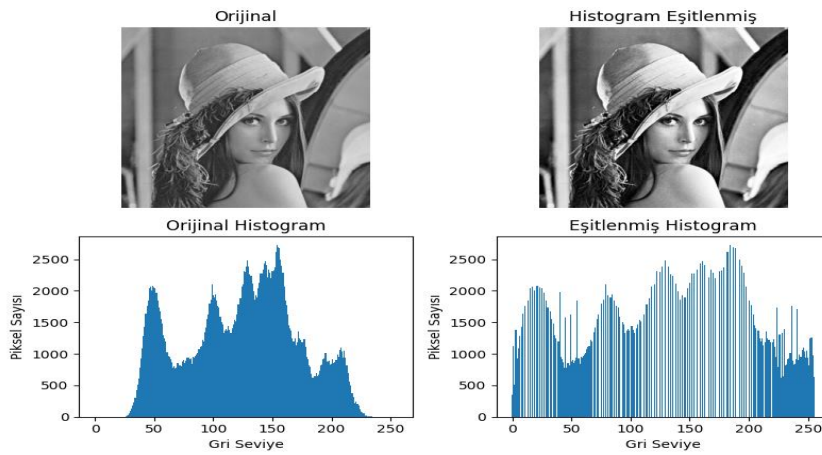 Orijinal
Histogram Eşitlenmiş
Orijinal Histogram
Piksel Sayısı
2500
2000
1500
1000
500
0
0 50 100 150 200 250
Gri Seviye
Eşitlenmiş Histogram
Piksel Sayısı
2500
2000
1500
1000
500
0
0 50 100 150 200 250
Gri Seviye